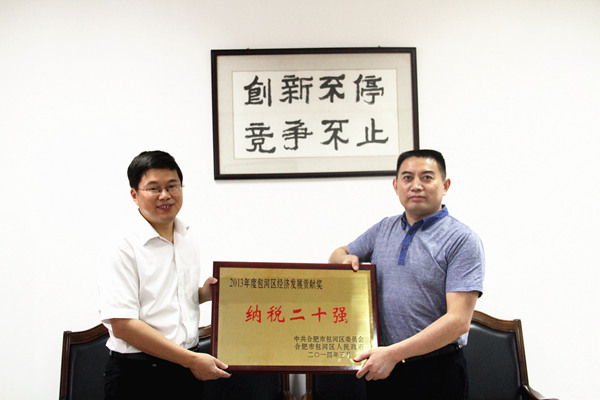 創新不停
競爭不止
2013年度包河区经济发展贡献奖
纳税二十强
中共合肥市包河区委员会
合肥市包河区人民政府
二〇一四年三月